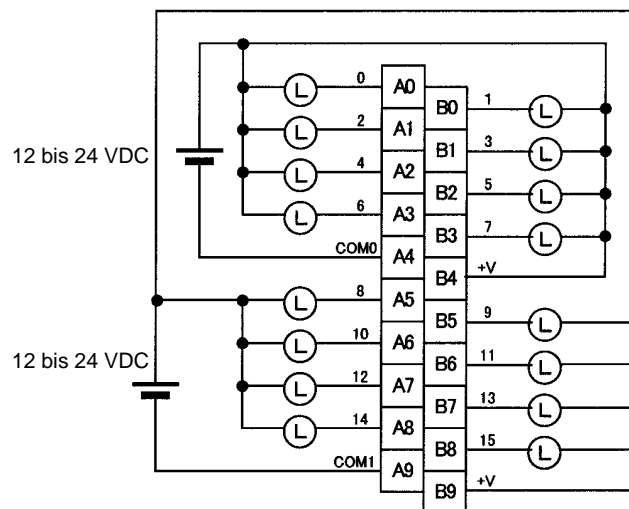 0 L A0 B0 1 L
2 L A1 B1 3 L
12 bis 24 VDC
4 L A2 B2 5 L
6 L A3 B3 7 L
COM0 A4 B4 +V
8 L A5 B5 9 L
10 L A6 B6 11 L
12 bis 24 VDC
12 L A7 B7 13 L
14 L A8 B8 15 L
COM1 A9 B9 +V